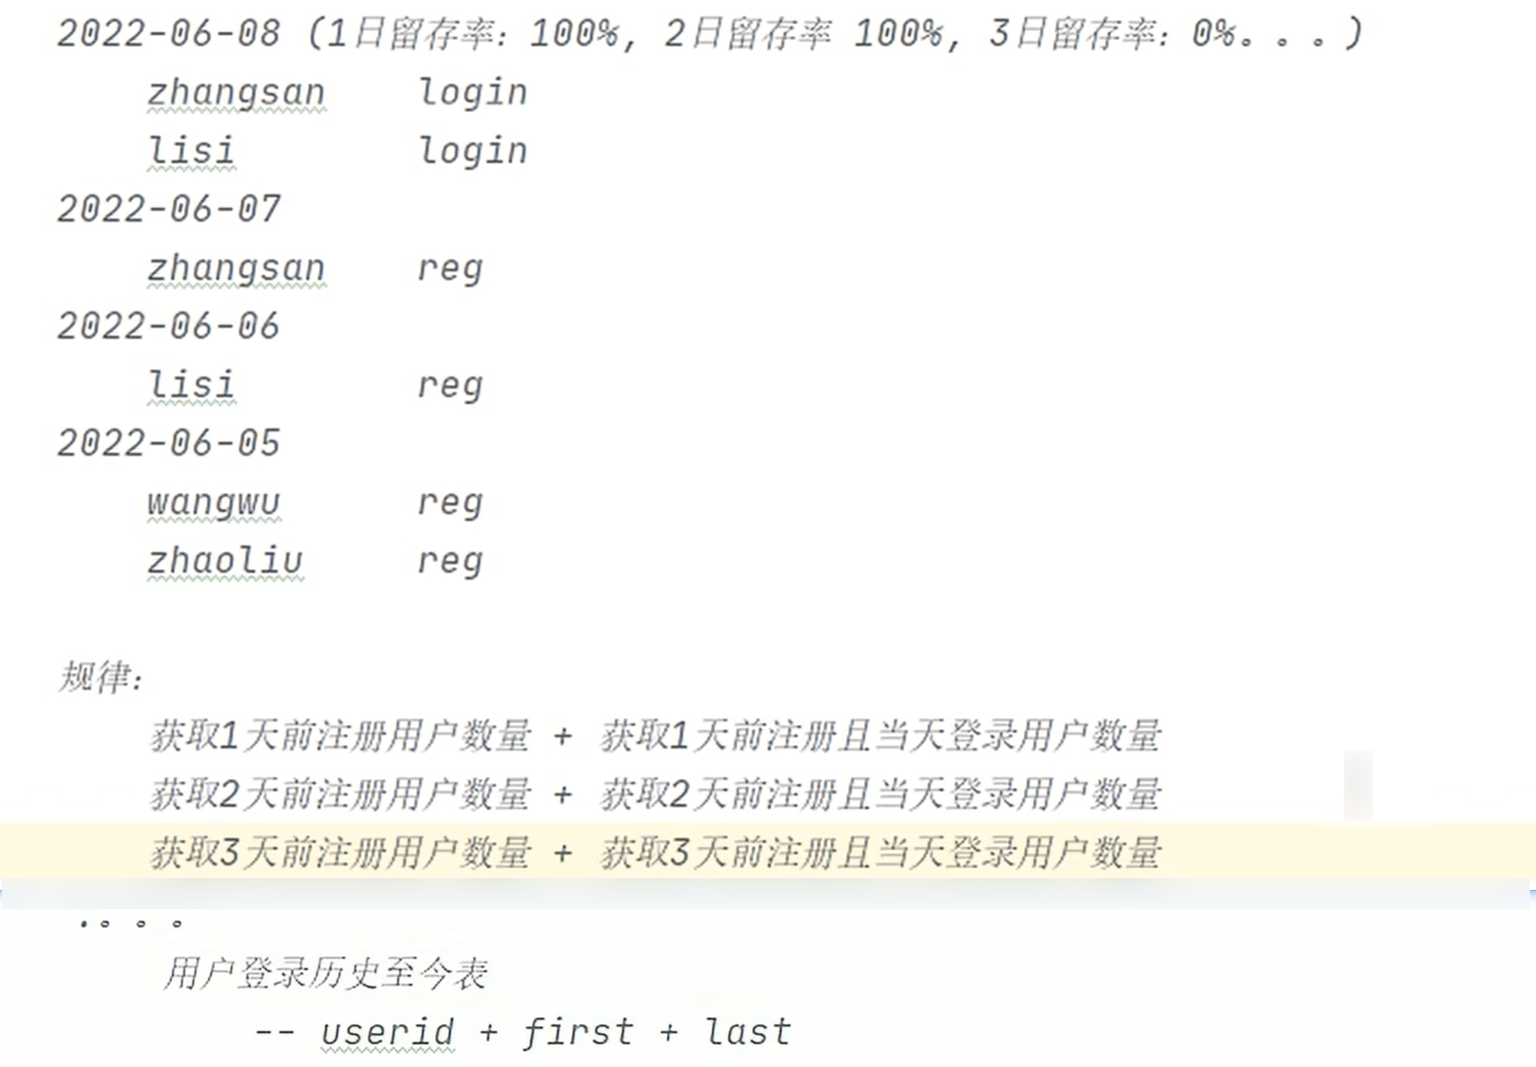 2022-06-08 (1日留存率: 100%, 2日留存率 100%, 3日留存率: 0%。。。)
zhangsan login
lisi login
2022-06-07
zhangsan reg
2022-06-06
lisi reg
2022-06-05
wangwu reg
zhaoliu reg
规律:
获取1天前注册用户数量 + 获取1天前注册且当天登录用户数量
获取2天前注册用户数量 + 获取2天前注册且当天登录用户数量
获取3天前注册用户数量 + 获取3天前注册且当天登录用户数量
.。。。
用户登录历史至今表
-- userid + first + last